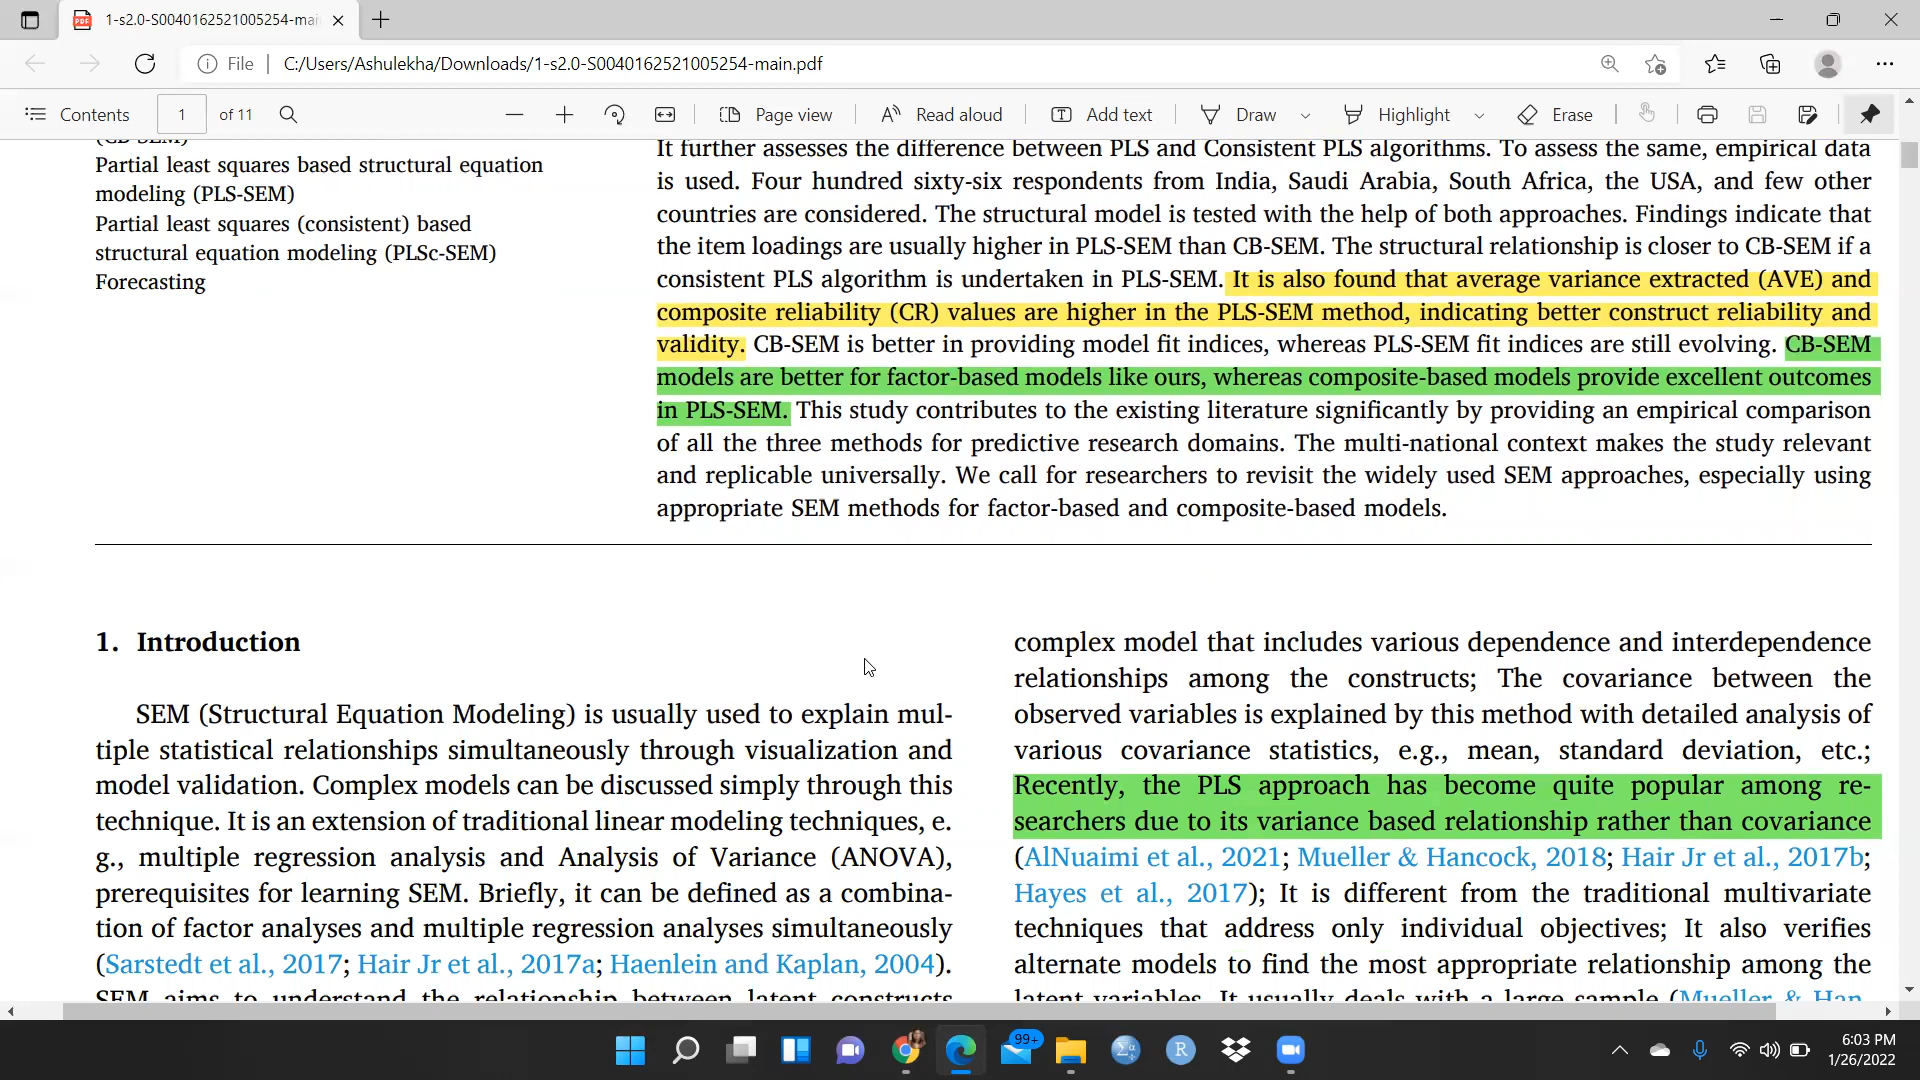 1-s2.0-S0040162521005254-mai
File
C:/Users/Ashulekha/Downloads/1-s2.0-S0040162521005254-main.pdf
Contents
1
of 11
Page view
Read aloud
Add text
Draw
Highlight
Erase
(CB-SEM)
Partial least squares based structural equation
modeling (PLS-SEM)
Partial least squares (consistent) based
structural equation modeling (PLSc-SEM)
Forecasting
It further assesses the difference between PLS and Consistent PLS algorithms. To assess the same, empirical data
is used. Four hundred sixty-six respondents from India, Saudi Arabia, South Africa, the USA, and few other
countries are considered. The structural model is tested with the help of both approaches. Findings indicate that
the item loadings are usually higher in PLS-SEM than CB-SEM. The structural relationship is closer to CB-SEM if a
consistent PLS algorithm is undertaken in PLS-SEM. It is also found that average variance extracted (AVE) and
composite reliability (CR) values are higher in the PLS-SEM method, indicating better construct reliability and
validity. CB-SEM is better in providing model fit indices, whereas PLS-SEM fit indices are still evolving. CB-SEM
models are better for factor-based models like ours, whereas composite-based models provide excellent outcomes
in PLS-SEM. This study contributes to the existing literature significantly by providing an empirical comparison
of all the three methods for predictive research domains. The multi-national context makes the study relevant
and replicable universally. We call for researchers to revisit the widely used SEM approaches, especially using
appropriate SEM methods for factor-based and composite-based models.
1. Introduction
SEM (Structural Equation Modeling) is usually used to explain mul-
tiple statistical relationships simultaneously through visualization and
model validation. Complex models can be discussed simply through this
technique. It is an extension of traditional linear modeling techniques, e.
g., multiple regression analysis and Analysis of Variance (ANOVA),
prerequisites for learning SEM. Briefly, it can be defined as a combina-
tion of factor analyses and multiple regression analyses simultaneously
(Sarstedt et al., 2017; Hair Jr et al., 2017a; Haenlein and Kaplan, 2004).
SEM aims to understand the relationship between latent constructs
complex model that includes various dependence and interdependence
relationships among the constructs; The covariance between the
observed variables is explained by this method with detailed analysis of
various covariance statistics, e.g., mean, standard deviation, etc.;
Recently, the PLS approach has become quite popular among re-
searchers due to its variance based relationship rather than covariance
(AlNuaimi et al., 2021; Mueller & Hancock, 2018; Hair Jr et al., 2017b;
Hayes et al., 2017); It is different from the traditional multivariate
techniques that address only individual objectives; It also verifies
alternate models to find the most appropriate relationship among the
latent variables. It usually deals with a large sample (Mueller & Han-
99+
6:03 PM
1/26/2022